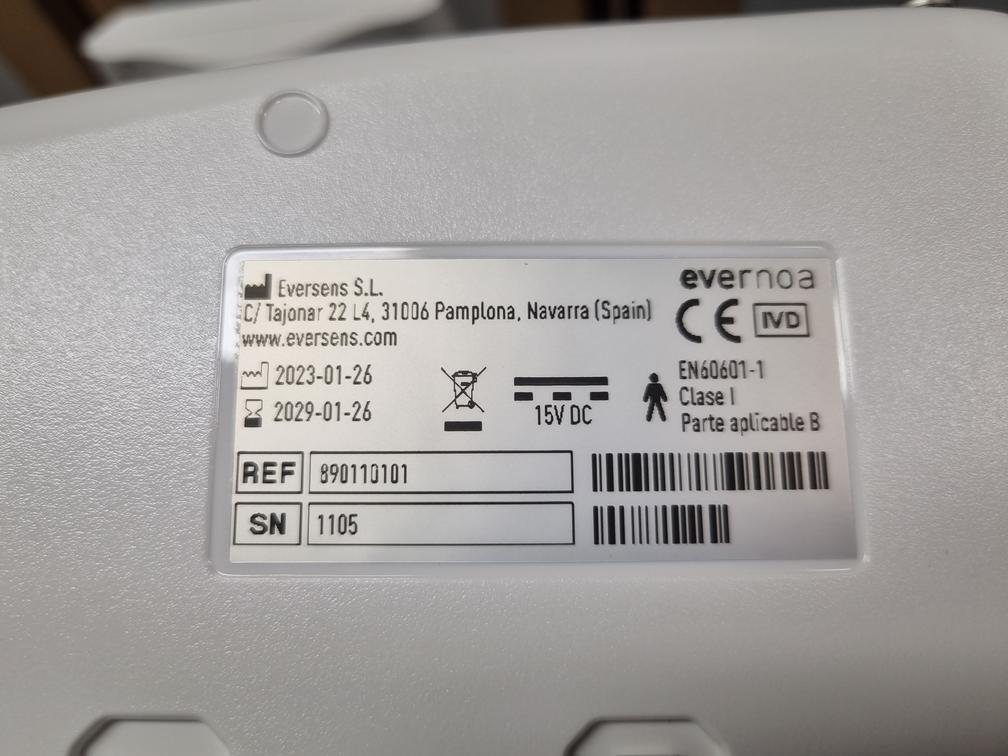 Eversens S.L.
C/ Tajonar 22 L4, 31006 Pamplona, Navarra (Spain)
www.eversens.com
evernoa
CE IVD
2023-01-26
2029-01-26
15V DC
EN60601-1
Clase I
Parte aplicable B
REF 890110101
SN 1105